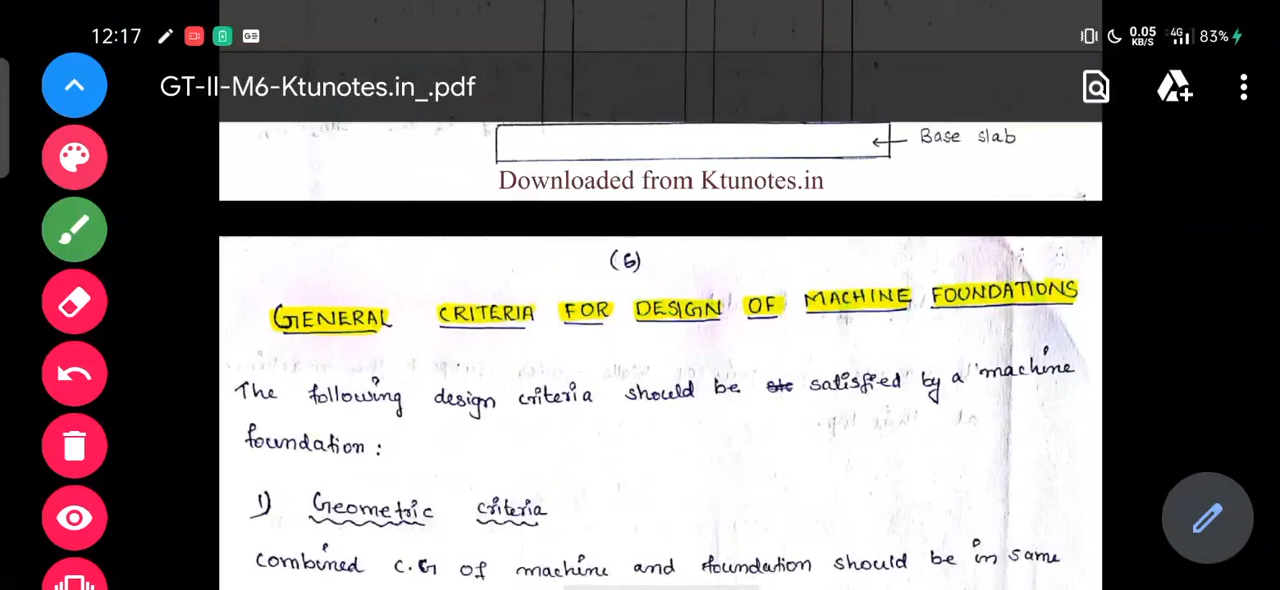 12:17
0.05 KB/S 4G 83%
GT-II-M6-Ktunotes.in_.pdf
Base slab
Downloaded from Ktunotes.in
(6)
GENERAL CRITERIA FOR DESIGN OF MACHINE FOUNDATIONS
The following design criteria should be satisfied by a machine
foundation :
1) Geometric criteria
combined C.G of machine and foundation should be in same